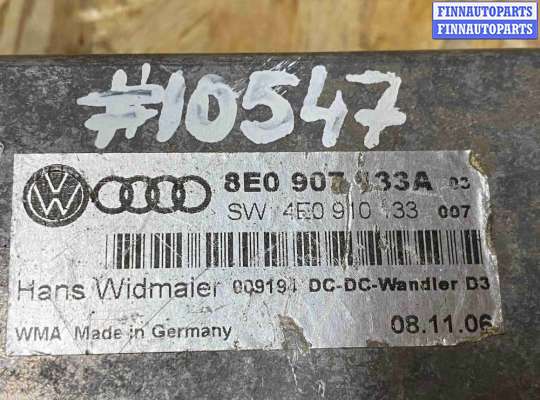 FINNAUTOPARTS
FINNAUTOPARTS
#10547
8E0 907 133A 03
SW 4E0 910 133 007
Hans Widmaier 009194 DC-DC-Wandler D3
WMA Made in Germany 08.11.06